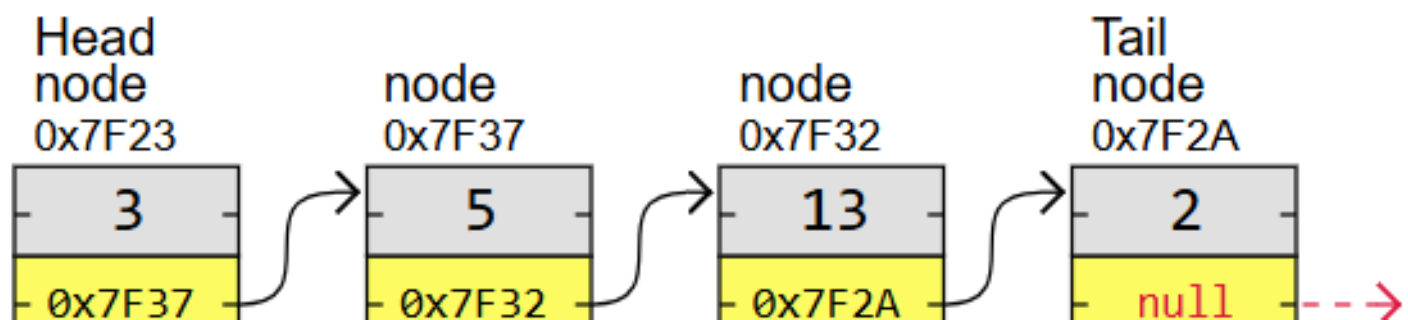 Head
node
0x7F23
3
0x7F37
node
0x7F37
5
0x7F32
node
0x7F32
13
0x7F2A
Tail
node
0x7F2A
2
null